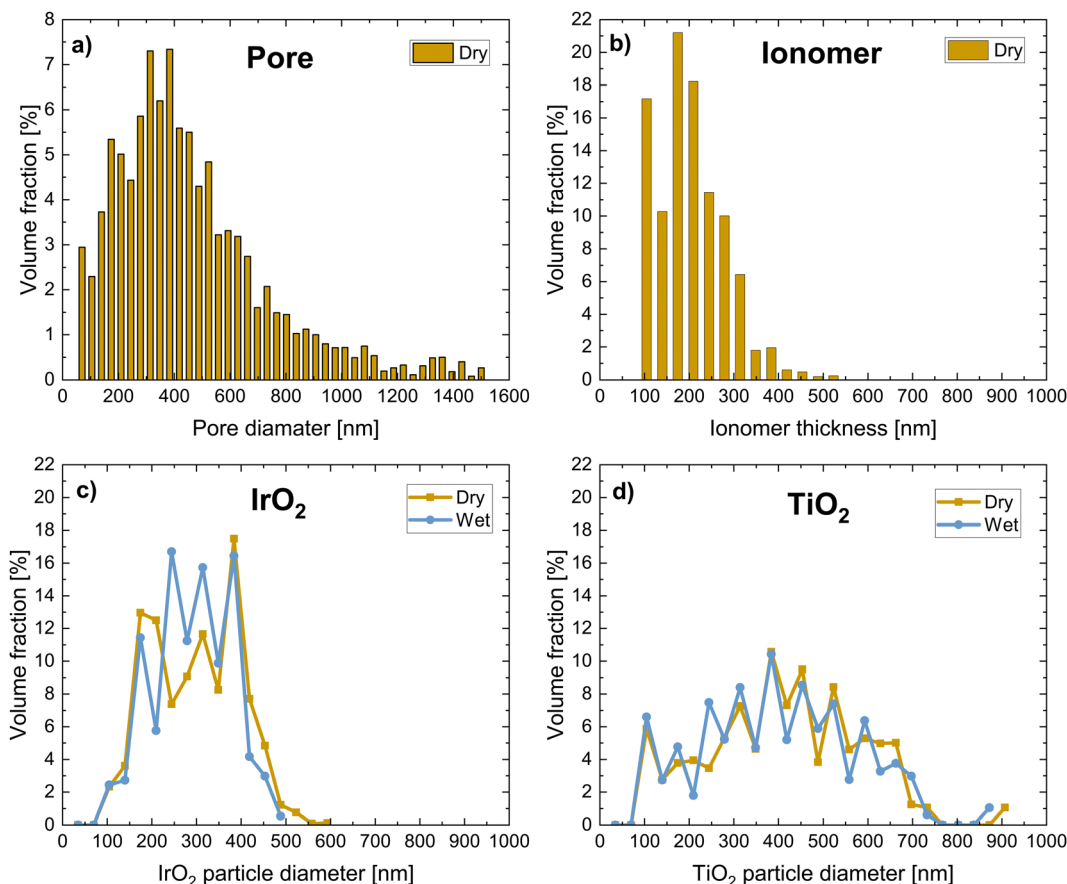 a)
Pore
Dry
Volume fraction [%]
0 1 2 3 4 5 6 7 8
0 200 400 600 800 1000 1200 1400 1600
Pore diamater [nm]
b)
Ionomer
Dry
Volume fraction [%]
0 2 4 6 8 10 12 14 16 18 20 22
0 100 200 300 400 500 600 700 800 900 1000
Ionomer thickness [nm]
c)
IrO2
Dry
Wet
Volume fraction [%]
0 2 4 6 8 10 12 14 16 18 20 22
0 100 200 300 400 500 600 700 800 900 1000
IrO2 particle diameter [nm]
d)
TiO2
Dry
Wet
Volume fraction [%]
0 2 4 6 8 10 12 14 16 18 20 22
0 100 200 300 400 500 600 700 800 900 1000
TiO2 particle diameter [nm]